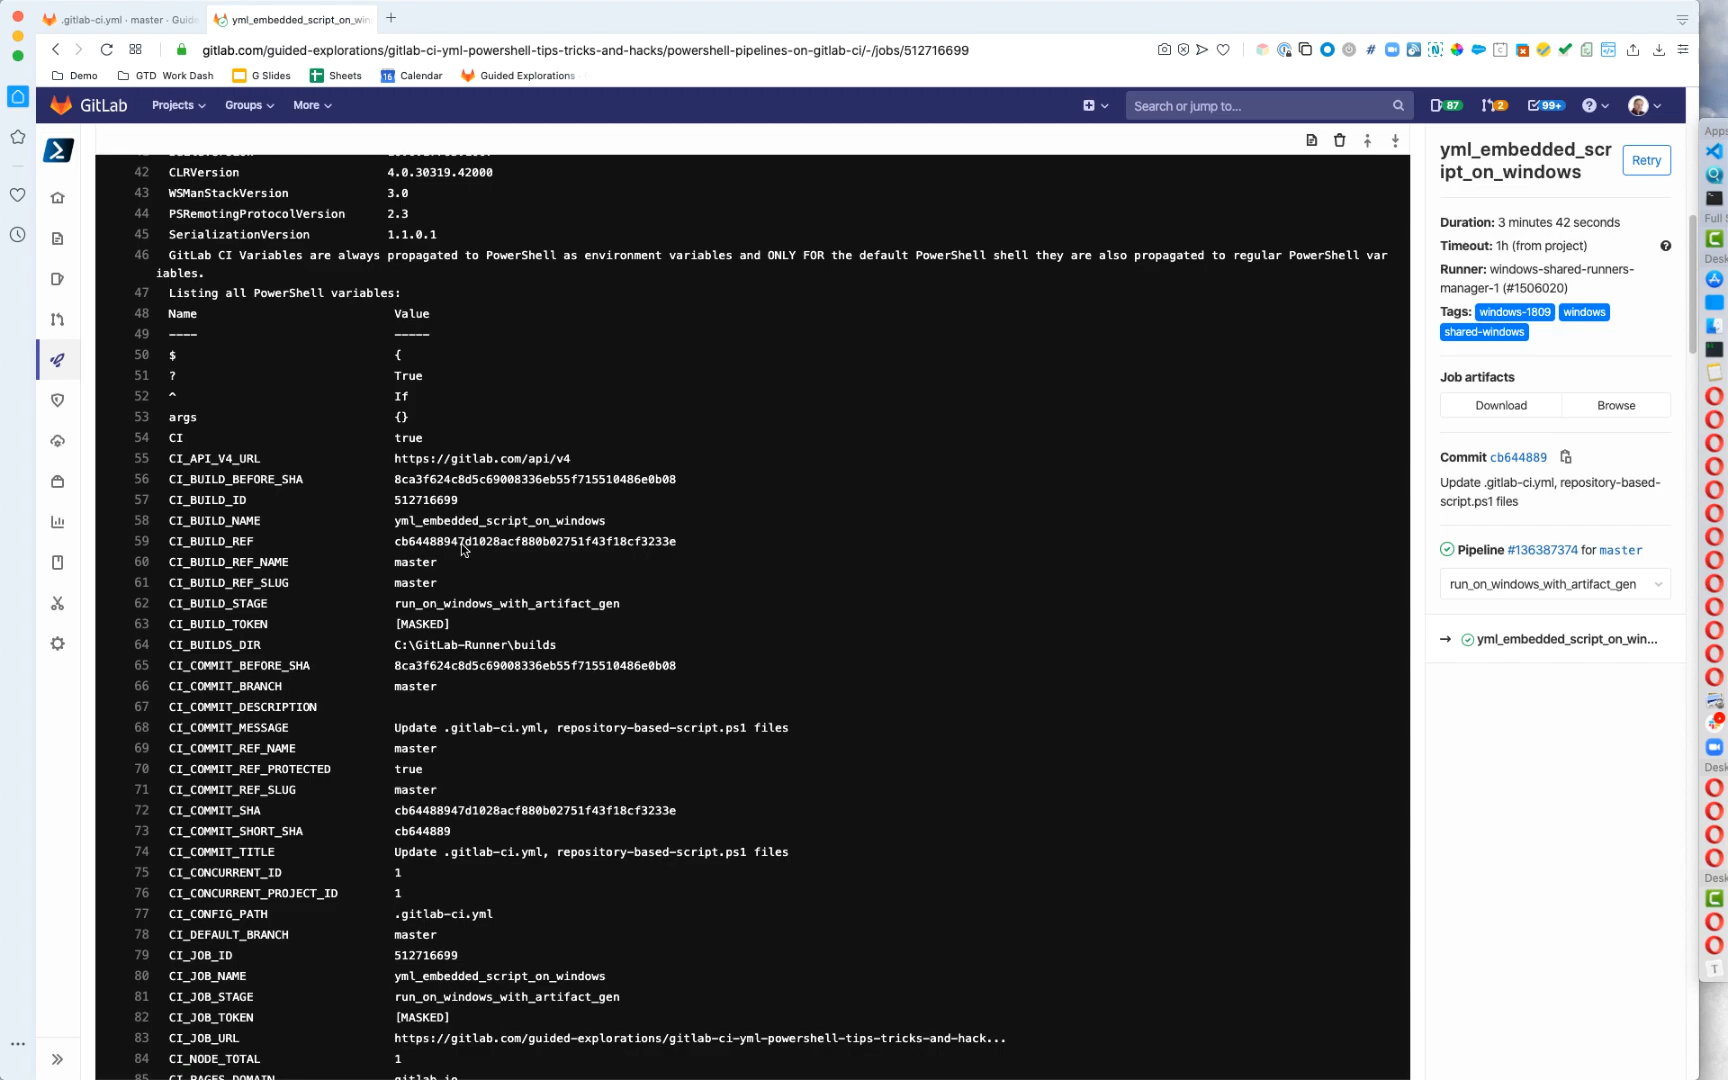 .gitlab-ci.yml · master · Guide
yml_embedded_script_on_win
gitlab.com/guided-explorations/gitlab-ci-yml-powershell-tips-tricks-and-hacks/powershell-pipelines-on-gitlab-ci/-/jobs/512716699
Demo
GTD Work Dash
G Slides
Sheets
Calendar
Guided Explorations
GitLab
Projects
Groups
More
Search or jump to...
87
2
99+
42 CLRVersion 4.0.30319.42000
43 WSManStackVersion 3.0
44 PSRemotingProtocolVersion 2.3
45 SerializationVersion 1.1.0.1
46 GitLab CI Variables are always propagated to PowerShell as environment variables and ONLY FOR the default PowerShell shell they are also propagated to regular PowerShell var
iables.
47 Listing all PowerShell variables:
48 Name Value
49 ---- -----
50 $ {
51 ? True
52 ^ If
53 args {}
54 CI true
55 CI_API_V4_URL https://gitlab.com/api/v4
56 CI_BUILD_BEFORE_SHA 8ca3f624c8d5c69008336eb55f715510486e0b08
57 CI_BUILD_ID 512716699
58 CI_BUILD_NAME yml_embedded_script_on_windows
59 CI_BUILD_REF cb64488947d1028acf880b02751f43f18cf3233e
60 CI_BUILD_REF_NAME master
61 CI_BUILD_REF_SLUG master
62 CI_BUILD_STAGE run_on_windows_with_artifact_gen
63 CI_BUILD_TOKEN [MASKED]
64 CI_BUILDS_DIR C:\GitLab-Runner\builds
65 CI_COMMIT_BEFORE_SHA 8ca3f624c8d5c69008336eb55f715510486e0b08
66 CI_COMMIT_BRANCH master
67 CI_COMMIT_DESCRIPTION
68 CI_COMMIT_MESSAGE Update .gitlab-ci.yml, repository-based-script.ps1 files
69 CI_COMMIT_REF_NAME master
70 CI_COMMIT_REF_PROTECTED true
71 CI_COMMIT_REF_SLUG master
72 CI_COMMIT_SHA cb64488947d1028acf880b02751f43f18cf3233e
73 CI_COMMIT_SHORT_SHA cb644889
74 CI_COMMIT_TITLE Update .gitlab-ci.yml, repository-based-script.ps1 files
75 CI_CONCURRENT_ID 1
76 CI_CONCURRENT_PROJECT_ID 1
77 CI_CONFIG_PATH .gitlab-ci.yml
78 CI_DEFAULT_BRANCH master
79 CI_JOB_ID 512716699
80 CI_JOB_NAME yml_embedded_script_on_windows
81 CI_JOB_STAGE run_on_windows_with_artifact_gen
82 CI_JOB_TOKEN [MASKED]
83 CI_JOB_URL https://gitlab.com/guided-explorations/gitlab-ci-yml-powershell-tips-tricks-and-hack...
84 CI_NODE_TOTAL 1
85 CI_PAGES_DOMAIN gitlab.io
yml_embedded_scr
ipt_on_windows
Retry
Duration: 3 minutes 42 seconds
Timeout: 1h (from project)
Runner: windows-shared-runners-
manager-1 (#1506020)
Tags: windows-1809 windows
shared-windows
Job artifacts
Download
Browse
Commit cb644889
Update .gitlab-ci.yml, repository-based-
script.ps1 files
Pipeline #136387374 for master
run_on_windows_with_artifact_gen
→ yml_embedded_script_on_win...
Apps
Full S
Desk
Desk
Desk